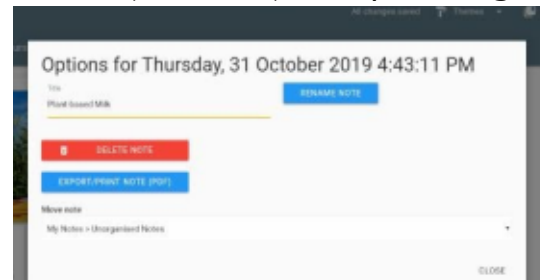 All changes saved
Themes
Options for Thursday, 31 October 2019 4:43:11 PM
Title
Plant based Milk
RENAME NOTE
DELETE NOTE
EXPORT/PRINT NOTE (PDF)
Move note
My Notes > Unorganised Notes
CLOSE